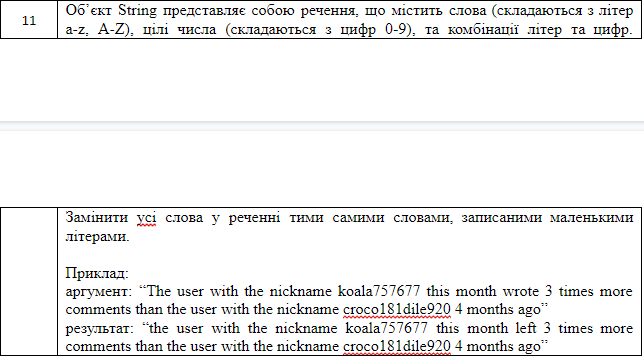 11
Об’єкт String представляє собою речення, що містить слова (складаються з літер
a-z, A-Z), цілі числа (складаються з цифр 0-9), та комбінації літер та цифр.
Замінити усі слова у реченні тими самими словами, записаними маленькими
літерами.
Приклад:
аргумент: “The user with the nickname koala757677 this month wrote 3 times more
comments than the user with the nickname croco181dile920 4 months ago”
результат: “the user with the nickname koala757677 this month left 3 times more
comments than the user with the nickname croco181dile920 4 months ago”